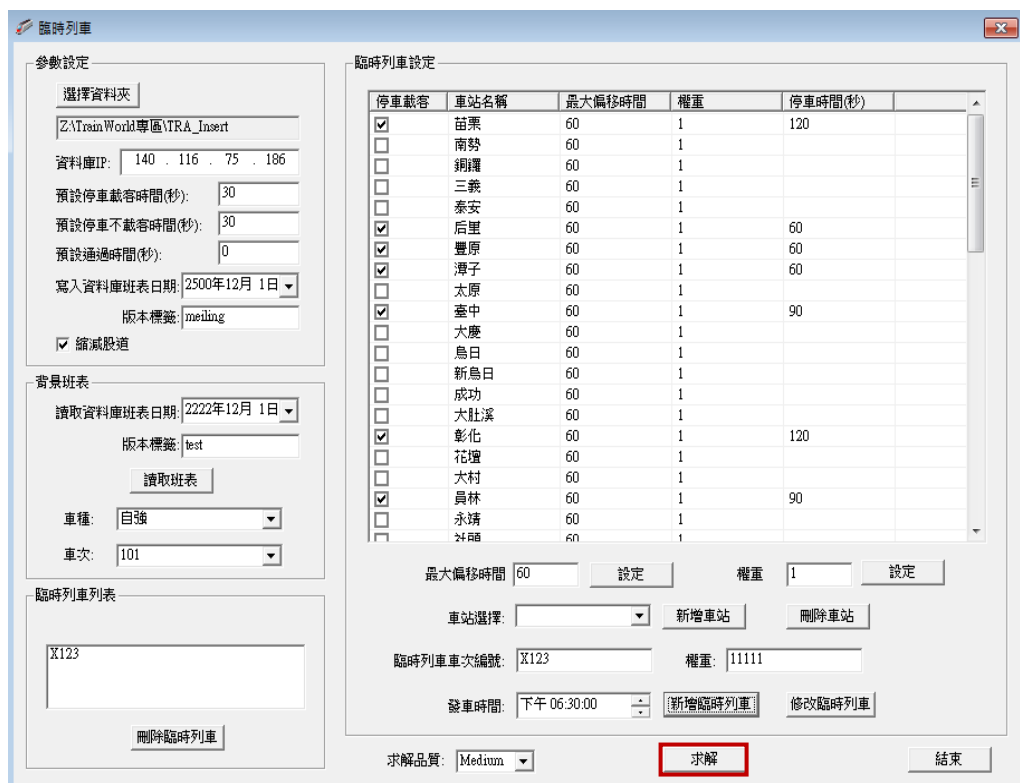 臨時列車
參數設定
選擇資料夾
Z:\TrainWorld專區\TRA_Insert
資料庫IP: 140 . 116 . 75 . 186
預設停車載客時間(秒): 30
預設停車不載客時間(秒): 30
預設通過時間(秒): 0
寫入資料庫班表日期: 2500年12月 1日
版本標籤: meiling
縮減股道
背景班表
讀取資料庫班表日期: 2222年12月 1日
版本標籤: test
讀取班表
車種: 自強
車次: 101
臨時列車列表
X123
刪除臨時列車
臨時列車設定
停車載客 車站名稱 最大偏移時間 權重 停車時間(秒)
苗栗 60 1 120
南勢 60 1
銅鑼 60 1
三義 60 1
泰安 60 1
后里 60 1 60
豐原 60 1 60
潭子 60 1 60
太原 60 1
臺中 60 1 90
大慶 60 1
烏日 60 1
新烏日 60 1
成功 60 1
大肚溪 60 1
彰化 60 1 120
花壇 60 1
大村 60 1
員林 60 1 90
永靖 60 1
社頭 60 1
最大偏移時間 60 設定 權重 1 設定
車站選擇: 新增車站 刪除車站
臨時列車車次編號: X123 權重: 11111
發車時間: 下午 06:30:00 新增臨時列車 修改臨時列車
求解品質: Medium 求解 結束